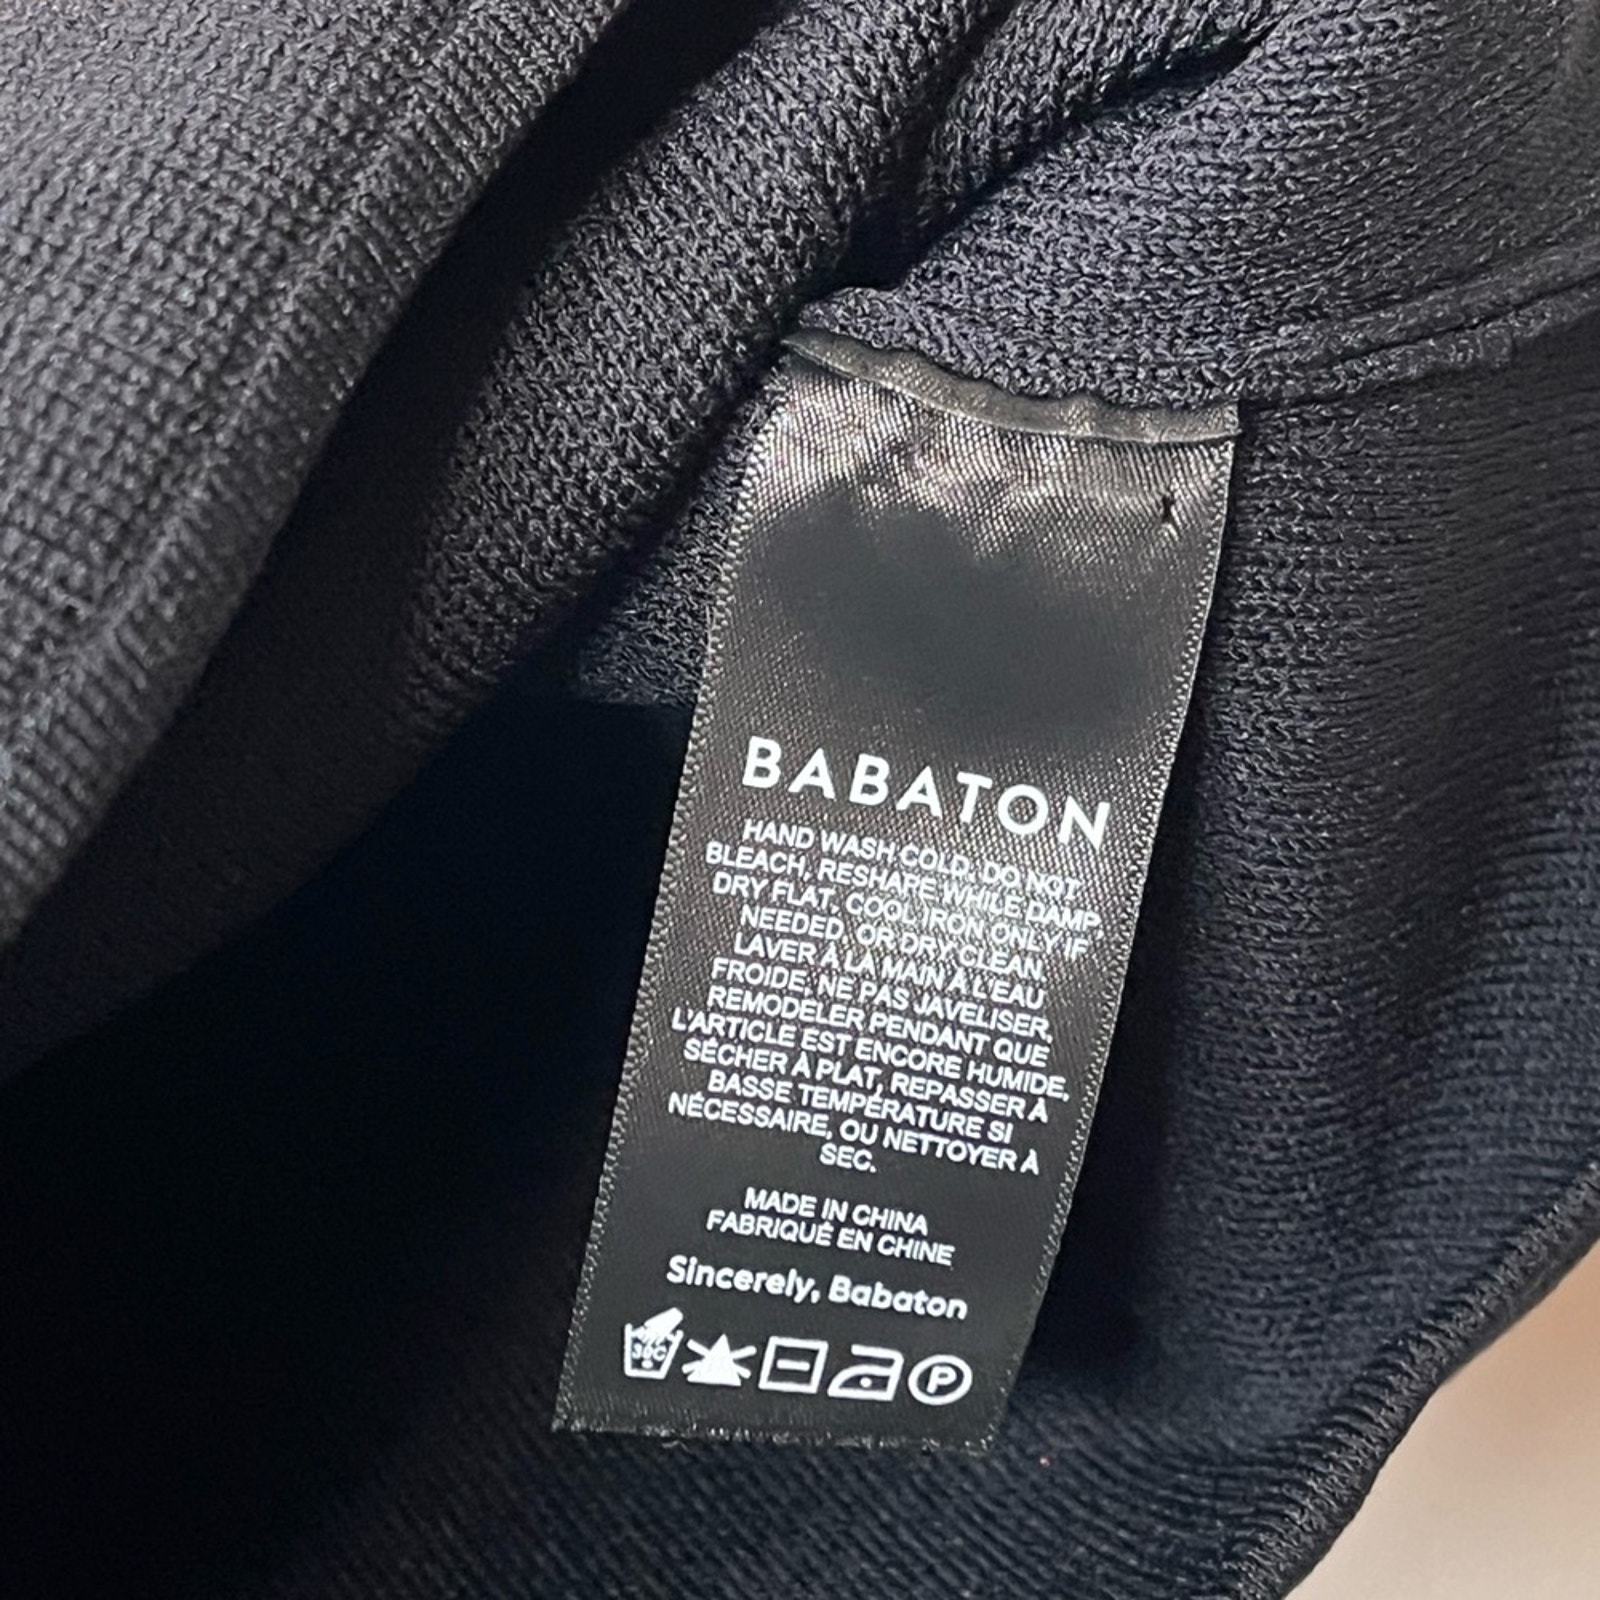 BABATON
HAND WASH COLD, DO NOT
BLEACH, RESHAPE WHILE DAMP
DRY FLAT, COOL IRON ONLY IF
NEEDED, OR DRY CLEAN.
LAVER À LA MAIN À L'EAU
FROIDE, NE PAS JAVELISER,
REMODELER PENDANT QUE
L'ARTICLE EST ENCORE HUMIDE,
SÉCHER À PLAT, REPASSER À
BASSE TEMPÉRATURE SI
NÉCESSAIRE, OU NETTOYER À
SEC.
MADE IN CHINA
FABRIQUÉ EN CHINE
Sincerely, Babaton
30C P